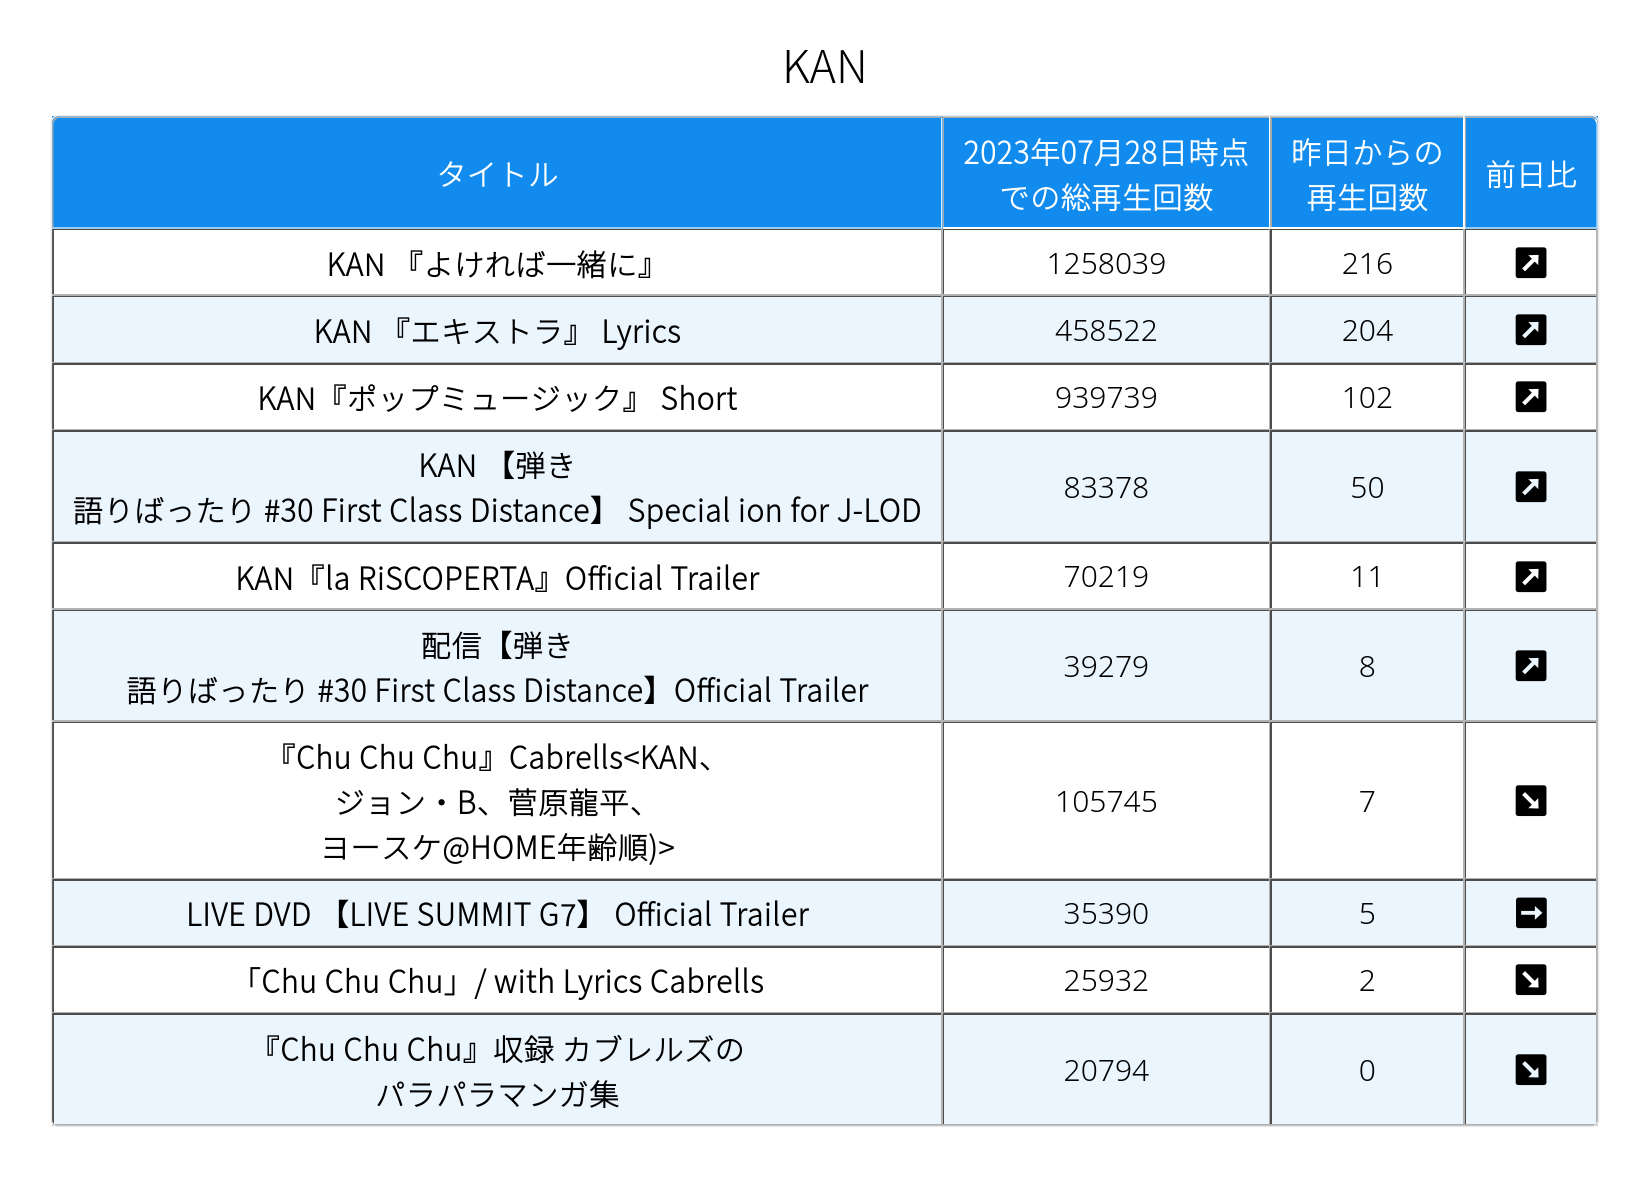 KAN
タイトル
2023年07月28日時点
での総再生回数
昨日からの
再生回数
前日比
KAN 『よければ一緒に』
1258039
216
KAN 『エキストラ』 Lyrics
458522
204
KAN『ポップミュージック』 Short
939739
102
KAN 【弾き
語りばったり #30 First Class Distance】 Special ion for J-LOD
83378
50
KAN『la RiSCOPERTA』Official Trailer
70219
11
配信【弾き
語りばったり #30 First Class Distance】Official Trailer
39279
8
『Chu Chu Chu』Cabrells<KAN、
ジョン・B、菅原龍平、
ヨースケ@HOME年齢順)>
105745
7
LIVE DVD 【LIVE SUMMIT G7】 Official Trailer
35390
5
「Chu Chu Chu」/ with Lyrics Cabrells
25932
2
『Chu Chu Chu』収録 カブレルズの
パラパラマンガ集
20794
0